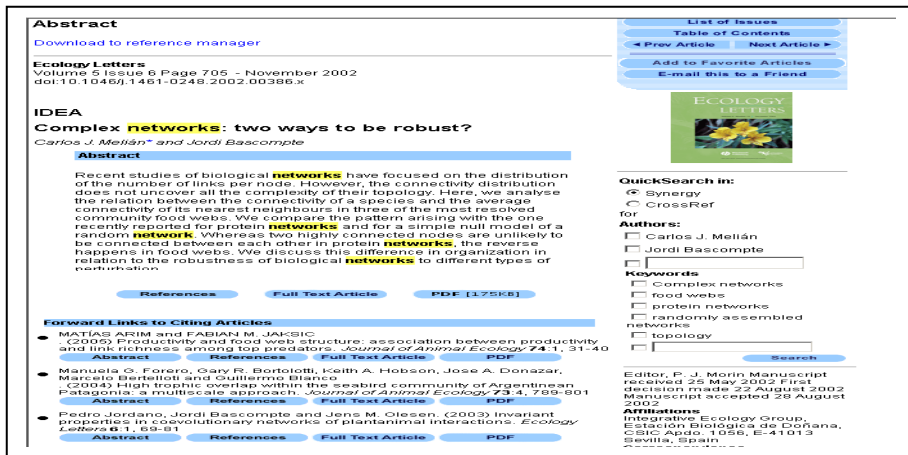 Abstract
Download to reference manager
Ecology Letters
Volume 5 Issue 6 Page 705 - November 2002
doi:10.1046/j.1461-0248.2002.00386.x
IDEA
Complex networks: two ways to be robust?
Carlos J. Melián* and Jordi Bascompte
Abstract
Recent studies of biological networks have focused on the distribution
of the number of links per node. However, the connectivity distribution
does not uncover all the complexity of their topology. Here, we analyse
the relation between the connectivity of a species and the average
connectivity of its nearest neighbours in three of the most resolved
community food webs. We compare the pattern arising with the one
recently reported for protein networks and for a simple null model of a
random network. Whereas two highly connected nodes are unlikely to
be connected between each other in protein networks, the reverse
happens in food webs. We discuss this difference in organization in
relation to the robustness of biological networks to different types of
perturbation
References Full Text Article PDF [175KB]
Forward Links to Citing Articles
MATÍAS ARIM and FABIAN M. JAKSIC
. (2005) Productivity and food web structure: association between productivity
and link richness among top predators. Journal of Animal Ecology 74:1, 31-40
Abstract References Full Text Article PDF
Manuela G. Forero, Gary R. Bortolotti, Keith A. Hobson, Jose A. Donazar,
Marcelo Bertelloti and Guillermo Blanco
. (2004) High trophic overlap within the seabird community of Argentinean
Patagonia: a multiscale approach. Journal of Animal Ecology 73:4, 789-801
Abstract References Full Text Article PDF
Pedro Jordano, Jordi Bascompte and Jens M. Olesen. (2003) Invariant
properties in coevolutionary networks of plantanimal interactions. Ecology
Letters 6:1, 69-81
Abstract References Full Text Article PDF
List of Issues
Table of Contents
◄ Prev Article Next Article ►
Add to Favorite Articles
E-mail this to a Friend
ECOLOGY
LETTERS
QuickSearch in:
Synergy
CrossRef
for
Authors:
Carlos J. Melián
Jordi Bascompte
Keywords
Complex networks
food webs
protein networks
randomly assembled
networks
topology
Search
Editor, P. J. Morin Manuscript
received 25 May 2002 First
decision made 22 August 2002
Manuscript accepted 28 August
2002
Affiliations
Integrative Ecology Group,
Estación Biológica de Doñana,
CSIC Apdo. 1056, E-41013
Sevilla, Spain